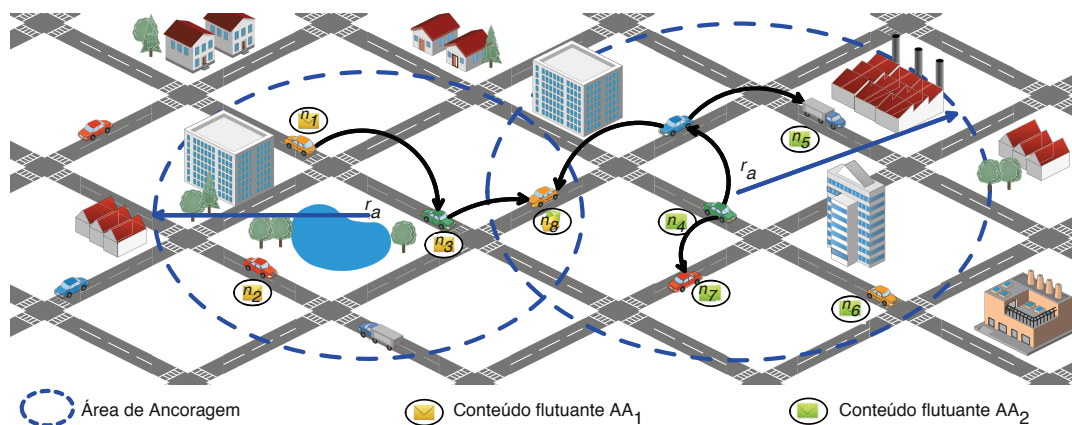 n1
n5
ra
ra
n8
n4
n3
n2
n7
n6
Área de Ancoragem
Conteúdo flutuante AA1
Conteúdo flutuante AA2